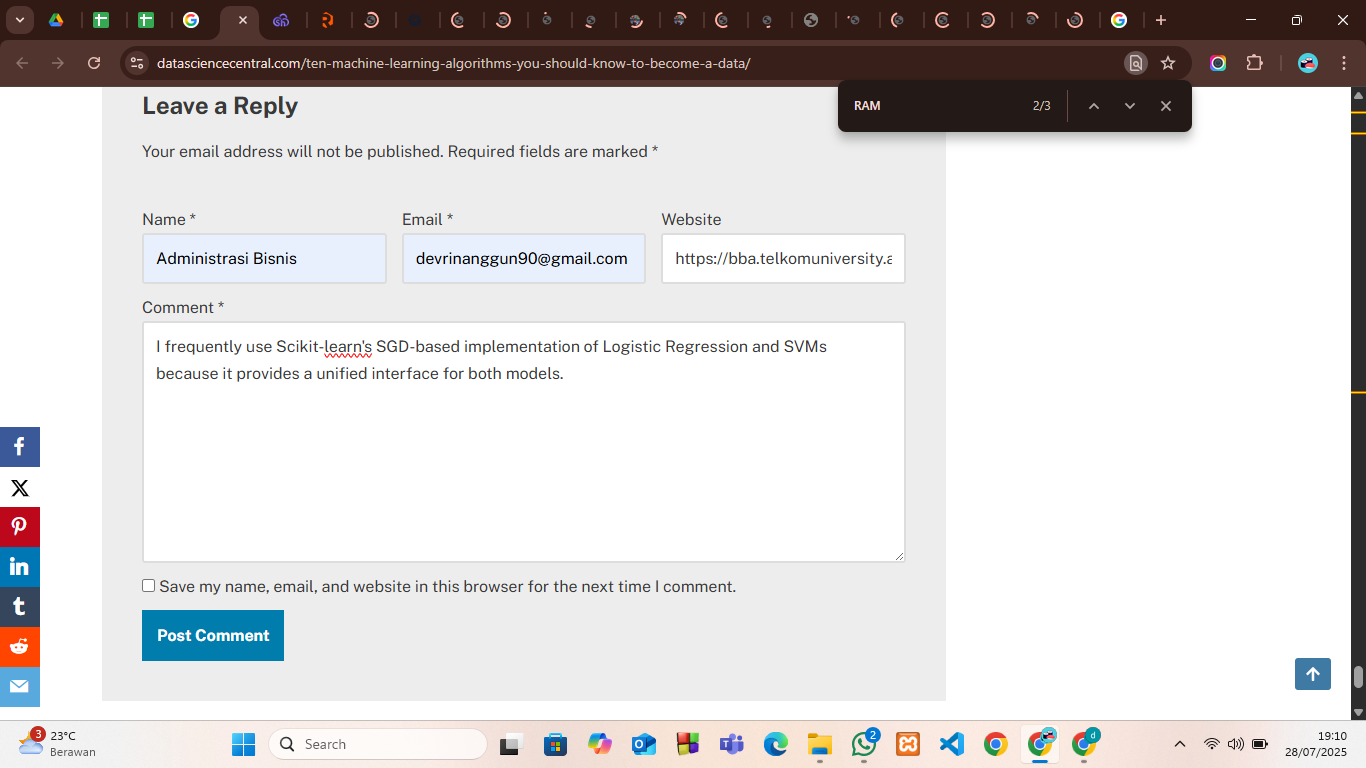 datasciencecentral.com/ten-machine-learning-algorithms-you-should-know-to-become-a-data/
RAM
2/3
Leave a Reply
Your email address will not be published. Required fields are marked *
Name *
Email *
Website
Administrasi Bisnis
devrinanggun90@gmail.com
https://bba.telkomuniversity.a
Comment *
I frequently use Scikit-learn's SGD-based implementation of Logistic Regression and SVMs
because it provides a unified interface for both models.
Save my name, email, and website in this browser for the next time I comment.
Post Comment
3
23°C
Berawan
Search
2
d
19:10
28/07/2025